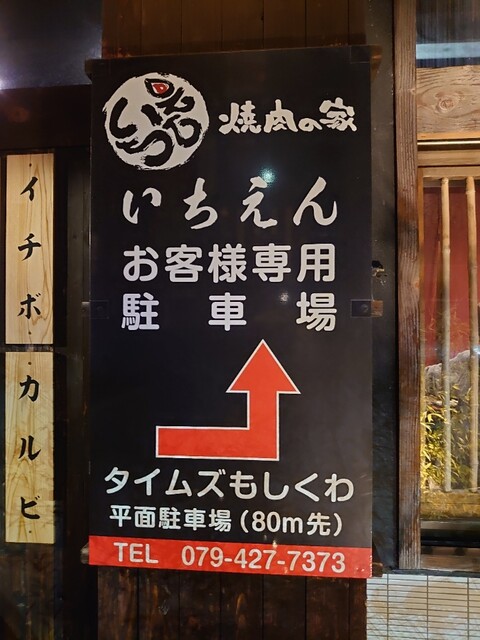 いちえん
焼肉の家
いちえん
お客様専用
駐車場
タイムズもしくわ
平面駐車場(80m先)
TEL 079-427-7373
イチボ
カルビ